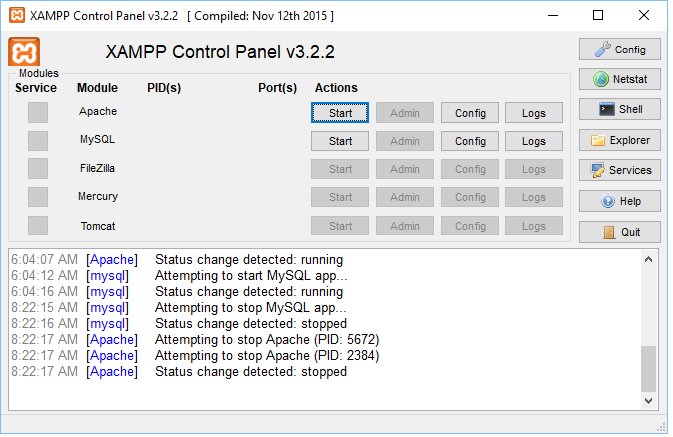 XAMPP Control Panel v3.2.2 [ Compiled: Nov 12th 2015 ]
XAMPP Control Panel v3.2.2
Config
Modules
Service Module PID(s) Port(s) Actions
Netstat
Apache Start Admin Config Logs
Shell
MySQL Start Admin Config Logs
Explorer
FileZilla Start Admin Config Logs
Services
Mercury Start Admin Config Logs
Help
Tomcat Start Admin Config Logs
Quit
6:04:07 AM [Apache] Status change detected: running
6:04:12 AM [mysql] Attempting to start MySQL app...
6:04:16 AM [mysql] Status change detected: running
8:22:15 AM [mysql] Attempting to stop MySQL app...
8:22:16 AM [mysql] Status change detected: stopped
8:22:17 AM [Apache] Attempting to stop Apache (PID: 5672)
8:22:17 AM [Apache] Attempting to stop Apache (PID: 2384)
8:22:17 AM [Apache] Status change detected: stopped